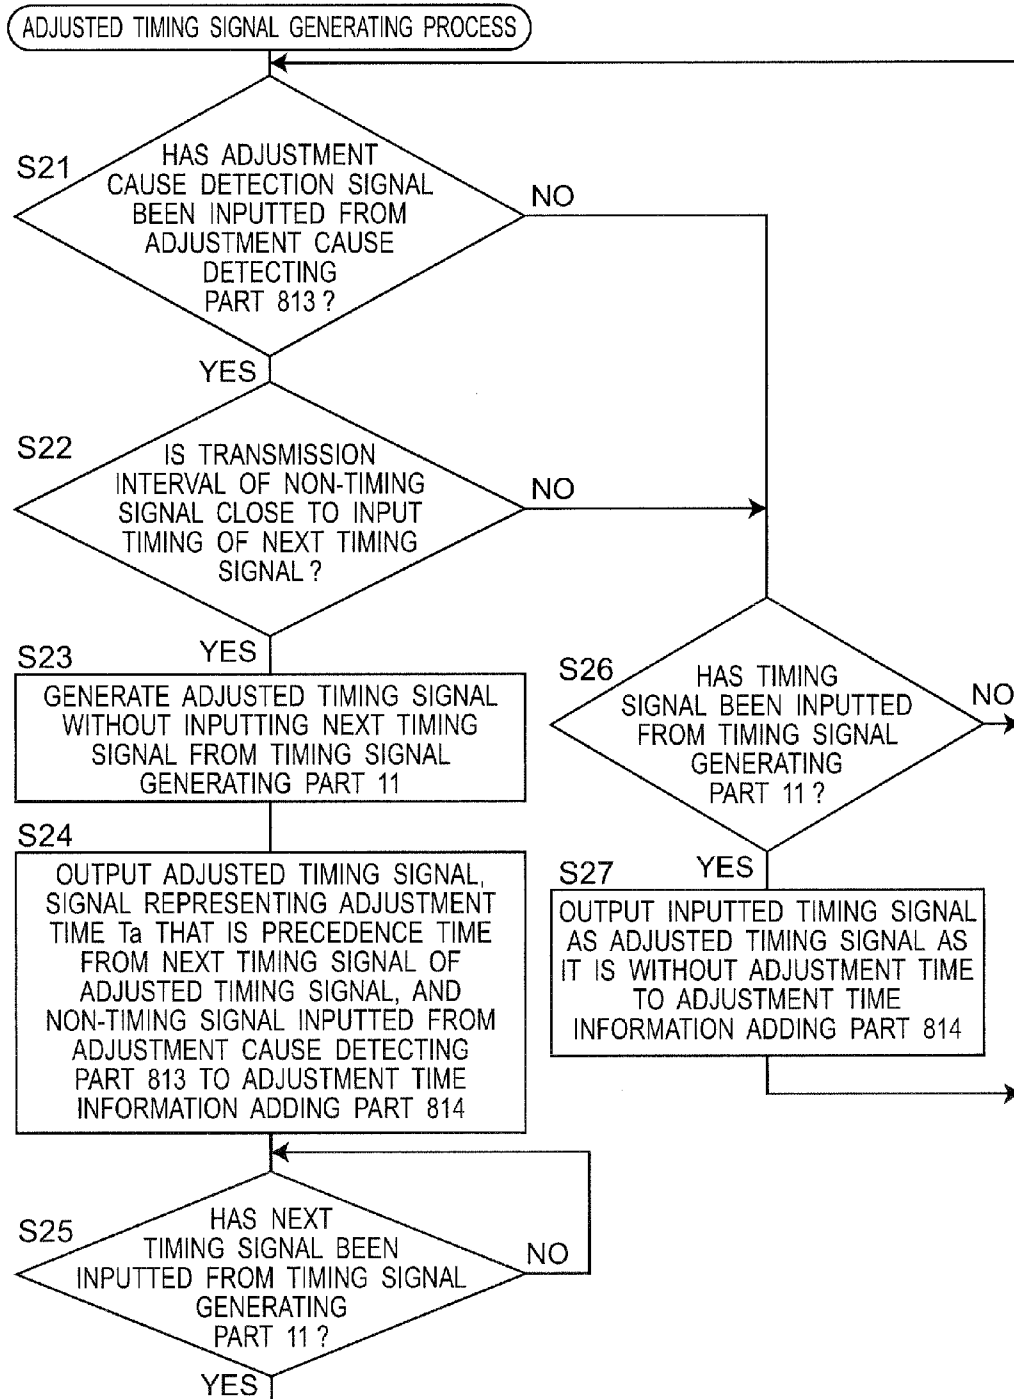 ADJUSTED TIMING SIGNAL GENERATING PROCESS
S21
HAS ADJUSTMENT
CAUSE DETECTION SIGNAL
BEEN INPUTTED FROM
ADJUSTMENT CAUSE
DETECTING
PART 813?
NO
YES
S22
IS TRANSMISSION
INTERVAL OF NON-TIMING
SIGNAL CLOSE TO INPUT
TIMING OF NEXT TIMING
SIGNAL?
NO
YES
S23
GENERATE ADJUSTED TIMING SIGNAL
WITHOUT INPUTTING NEXT TIMING
SIGNAL FROM TIMING SIGNAL
GENERATING PART 11
S24
OUTPUT ADJUSTED TIMING SIGNAL,
SIGNAL REPRESENTING ADJUSTMENT
TIME Ta THAT IS PRECEDENCE TIME
FROM NEXT TIMING SIGNAL OF
ADJUSTED TIMING SIGNAL, AND
NON-TIMING SIGNAL INPUTTED FROM
ADJUSTMENT CAUSE DETECTING
PART 813 TO ADJUSTMENT TIME
INFORMATION ADDING PART 814
S25
HAS NEXT
TIMING SIGNAL BEEN
INPUTTED FROM TIMING SIGNAL
GENERATING
PART 11?
NO
YES
S26
HAS TIMING
SIGNAL BEEN INPUTTED
FROM TIMING SIGNAL
GENERATING
PART 11?
NO
YES
S27
OUTPUT INPUTTED TIMING SIGNAL
AS ADJUSTED TIMING SIGNAL AS
IT IS WITHOUT ADJUSTMENT TIME
TO ADJUSTMENT TIME
INFORMATION ADDING PART 814